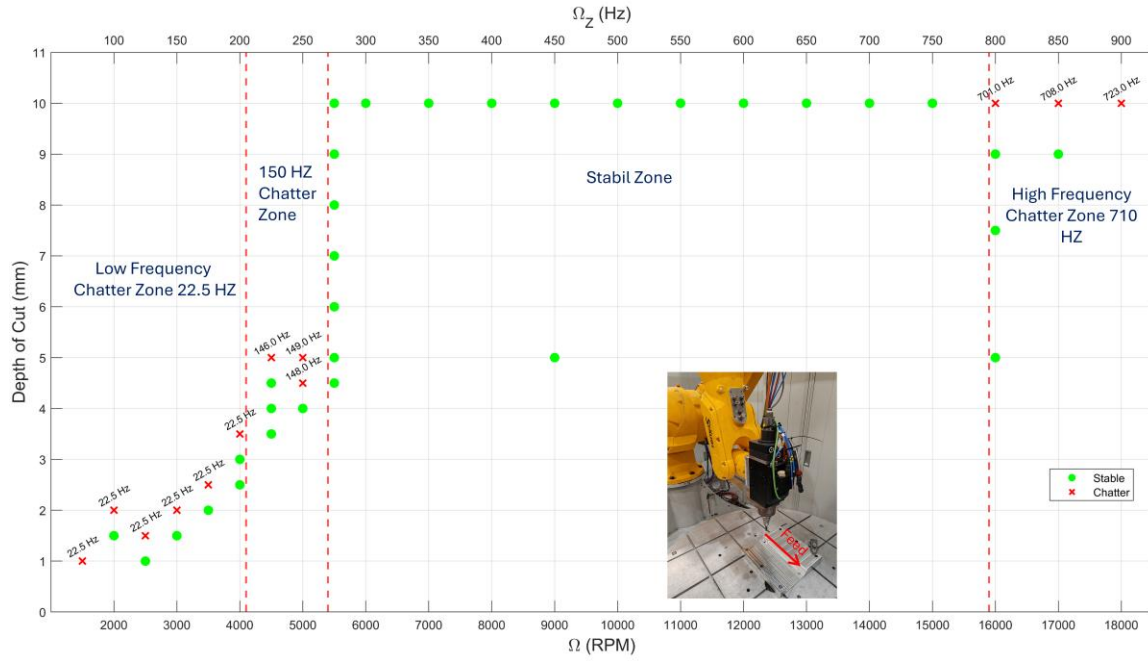 Ω_Z (Hz)
100 150 200 250 300 350 400 450 500 550 600 650 700 750 800 850 900
11
10
9
8
7
6
5
4
3
2
1
0
Depth of Cut (mm)
701.0 Hz
708.0 Hz
723.0 Hz
150 HZ
Chatter
Zone
Stabil Zone
High Frequency
Chatter Zone 710
HZ
Low Frequency
Chatter Zone 22.5 HZ
146.0 Hz
149.0 Hz
148.0 Hz
22.5 Hz
22.5 Hz
22.5 Hz
22.5 Hz
22.5 Hz
22.5 Hz
Feed
Stable
Chatter
2000 3000 4000 5000 6000 7000 8000 9000 10000 11000 12000 13000 14000 15000 16000 17000 18000
Ω (RPM)